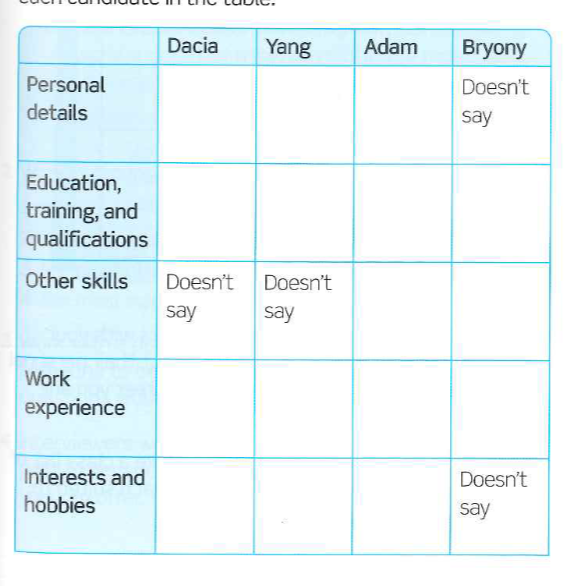 each candidate in the table.
Dacia Yang Adam Bryony
Personal details Doesn't say
Education, training, and qualifications
Other skills Doesn't say Doesn't say
Work experience
Interests and hobbies Doesn't say